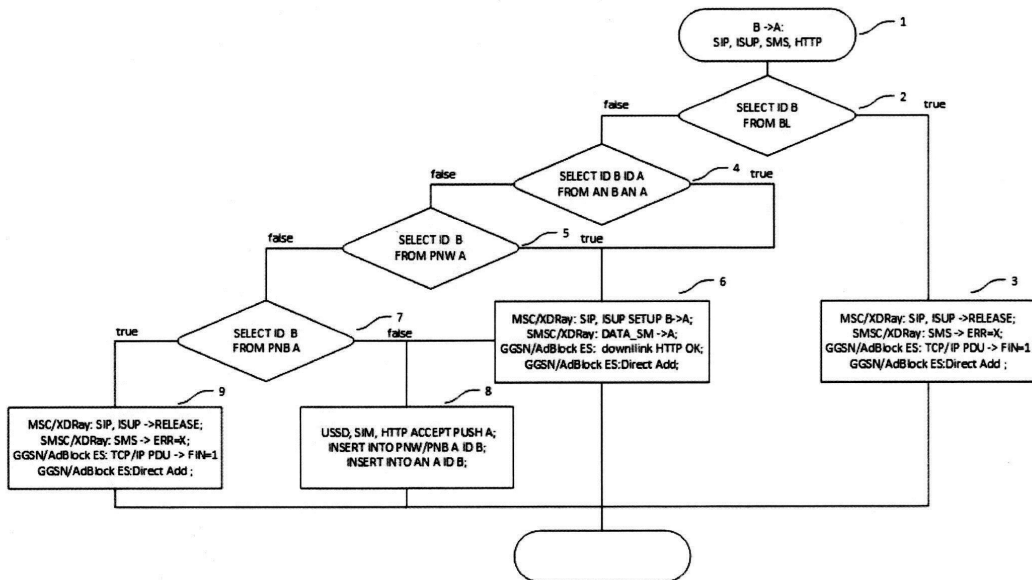 B ->A:
SIP, ISUP, SMS, HTTP
1
SELECT ID B
FROM BL
2
false
true
SELECT ID B ID A
FROM AN B AN A
4
false
true
SELECT ID B
FROM PNW A
5
false
true
SELECT ID B
FROM PNB A
7
true
false
6
MSC/XDRay: SIP, ISUP SETUP B->A;
SMSC/XDRay: DATA_SM ->A;
GGSN/AdBlock ES: downllink HTTP OK;
GGSN/AdBlock ES:Direct Add;
3
MSC/XDRay: SIP, ISUP ->RELEASE;
SMSC/XDRay: SMS -> ERR=X;
GGSN/AdBlock ES: TCP/IP PDU -> FIN=1
GGSN/AdBlock ES:Direct Add ;
9
MSC/XDRay: SIP, ISUP ->RELEASE;
SMSC/XDRay: SMS -> ERR=X;
GGSN/AdBlock ES: TCP/IP PDU -> FIN=1
GGSN/AdBlock ES:Direct Add ;
8
USSD, SIM, HTTP ACCEPT PUSH A;
INSERT INTO PNW/PNB A ID B;
INSERT INTO AN A ID B;